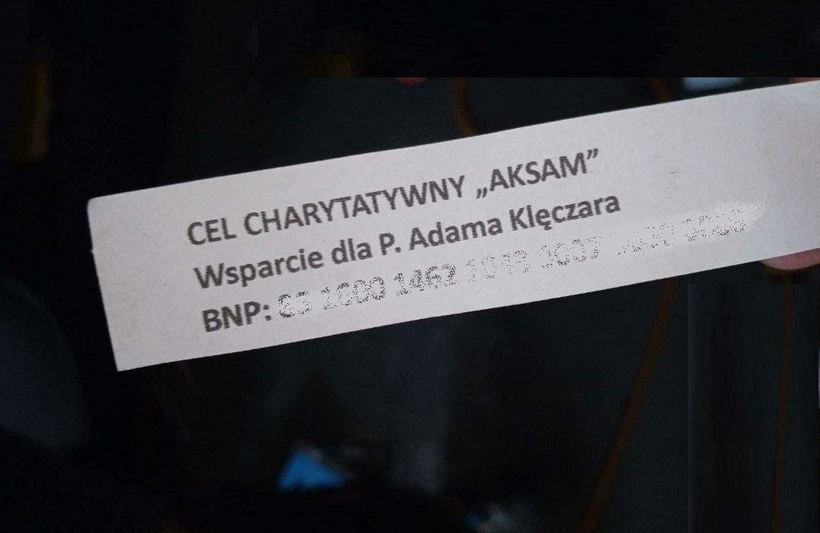 CEL CHARYTATYWNY „AKSAM”
Wsparcie dla P. Adama Klęczara
BNP: